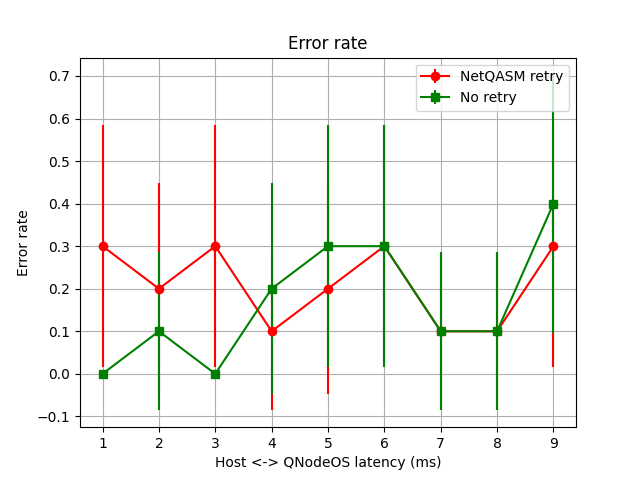 Error rate
NetQASM retry
No retry
0.7
0.6
0.5
0.4
0.3
0.2
0.1
0.0
−0.1
Error rate
1 2 3 4 5 6 7 8 9
Host <-> QNodeOS latency (ms)